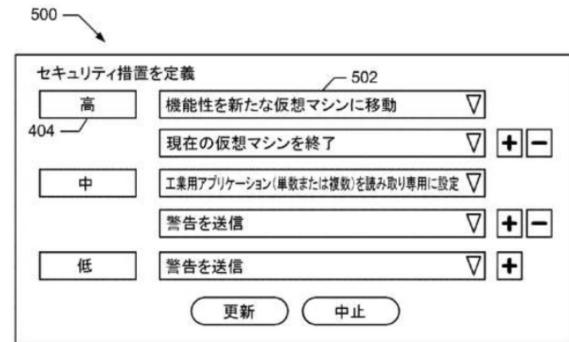 500
セキュリティ措置を定義
502
高
機能性を新たな仮想マシンに移動 ▽
404
現在の仮想マシンを終了 ▽ + −
中
工業用アプリケーション(単数または複数)を読み取り専用に設定 ▽
警告を送信 ▽ + −
低
警告を送信 ▽ +
更新 中止